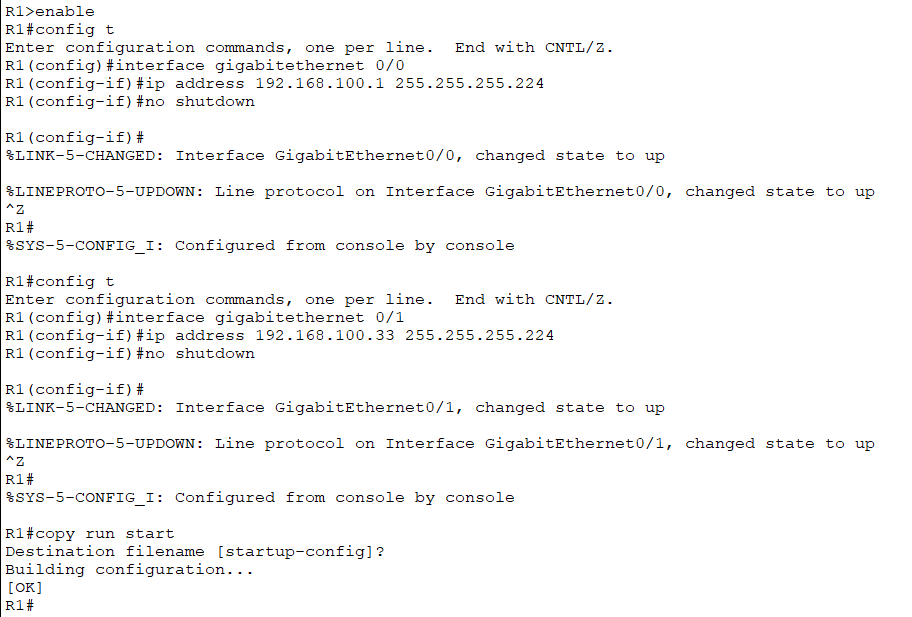 R1>enable
R1#config t
Enter configuration commands, one per line.  End with CNTL/Z.
R1(config)#interface gigabitethernet 0/0
R1(config-if)#ip address 192.168.100.1 255.255.255.224
R1(config-if)#no shutdown
R1(config-if)#
%LINK-5-CHANGED: Interface GigabitEthernet0/0, changed state to up
%LINEPROTO-5-UPDOWN: Line protocol on Interface GigabitEthernet0/0, changed state to up
^Z
R1#
%SYS-5-CONFIG_I: Configured from console by console
R1#config t
Enter configuration commands, one per line.  End with CNTL/Z.
R1(config)#interface gigabitethernet 0/1
R1(config-if)#ip address 192.168.100.33 255.255.255.224
R1(config-if)#no shutdown
R1(config-if)#
%LINK-5-CHANGED: Interface GigabitEthernet0/1, changed state to up
%LINEPROTO-5-UPDOWN: Line protocol on Interface GigabitEthernet0/1, changed state to up
^Z
R1#
%SYS-5-CONFIG_I: Configured from console by console
R1#copy run start
Destination filename [startup-config]?
Building configuration...
[OK]
R1#